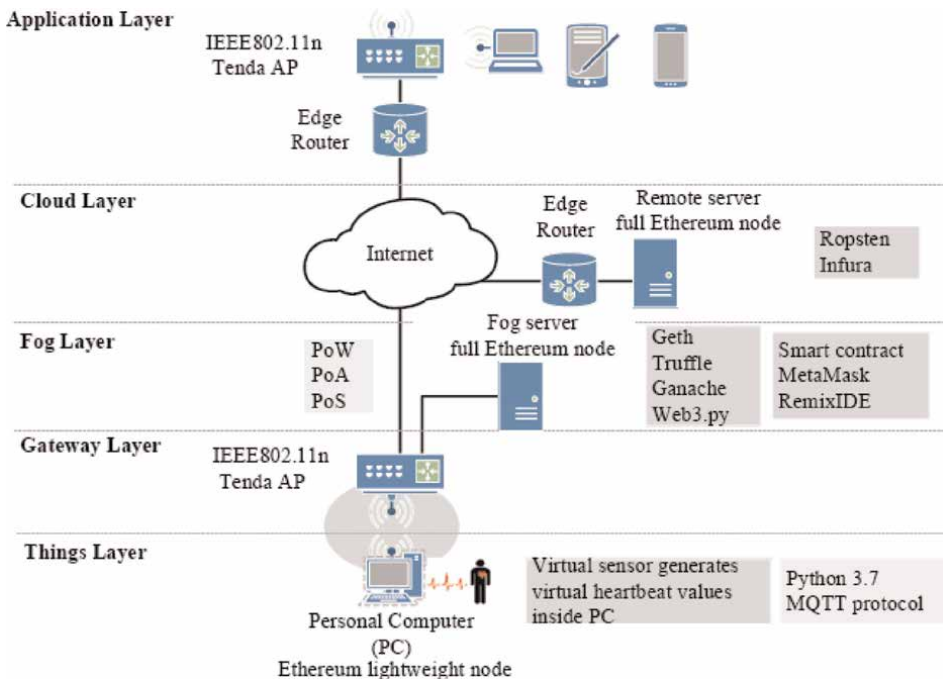 Application Layer
IEEE802.11n
Tenda AP
Edge
Router
Cloud Layer
Internet
Edge
Router
Remote server
full Ethereum node
Ropsten
Infura
Fog Layer
PoW
PoA
PoS
Fog server
full Ethereum node
Geth
Truffle
Ganache
Web3.py
Smart contract
MetaMask
RemixIDE
Gateway Layer
IEEE802.11n
Tenda AP
Things Layer
Personal Computer
(PC)
Ethereum lightweight node
Virtual sensor generates
virtual heartbeat values
inside PC
Python 3.7
MQTT protocol